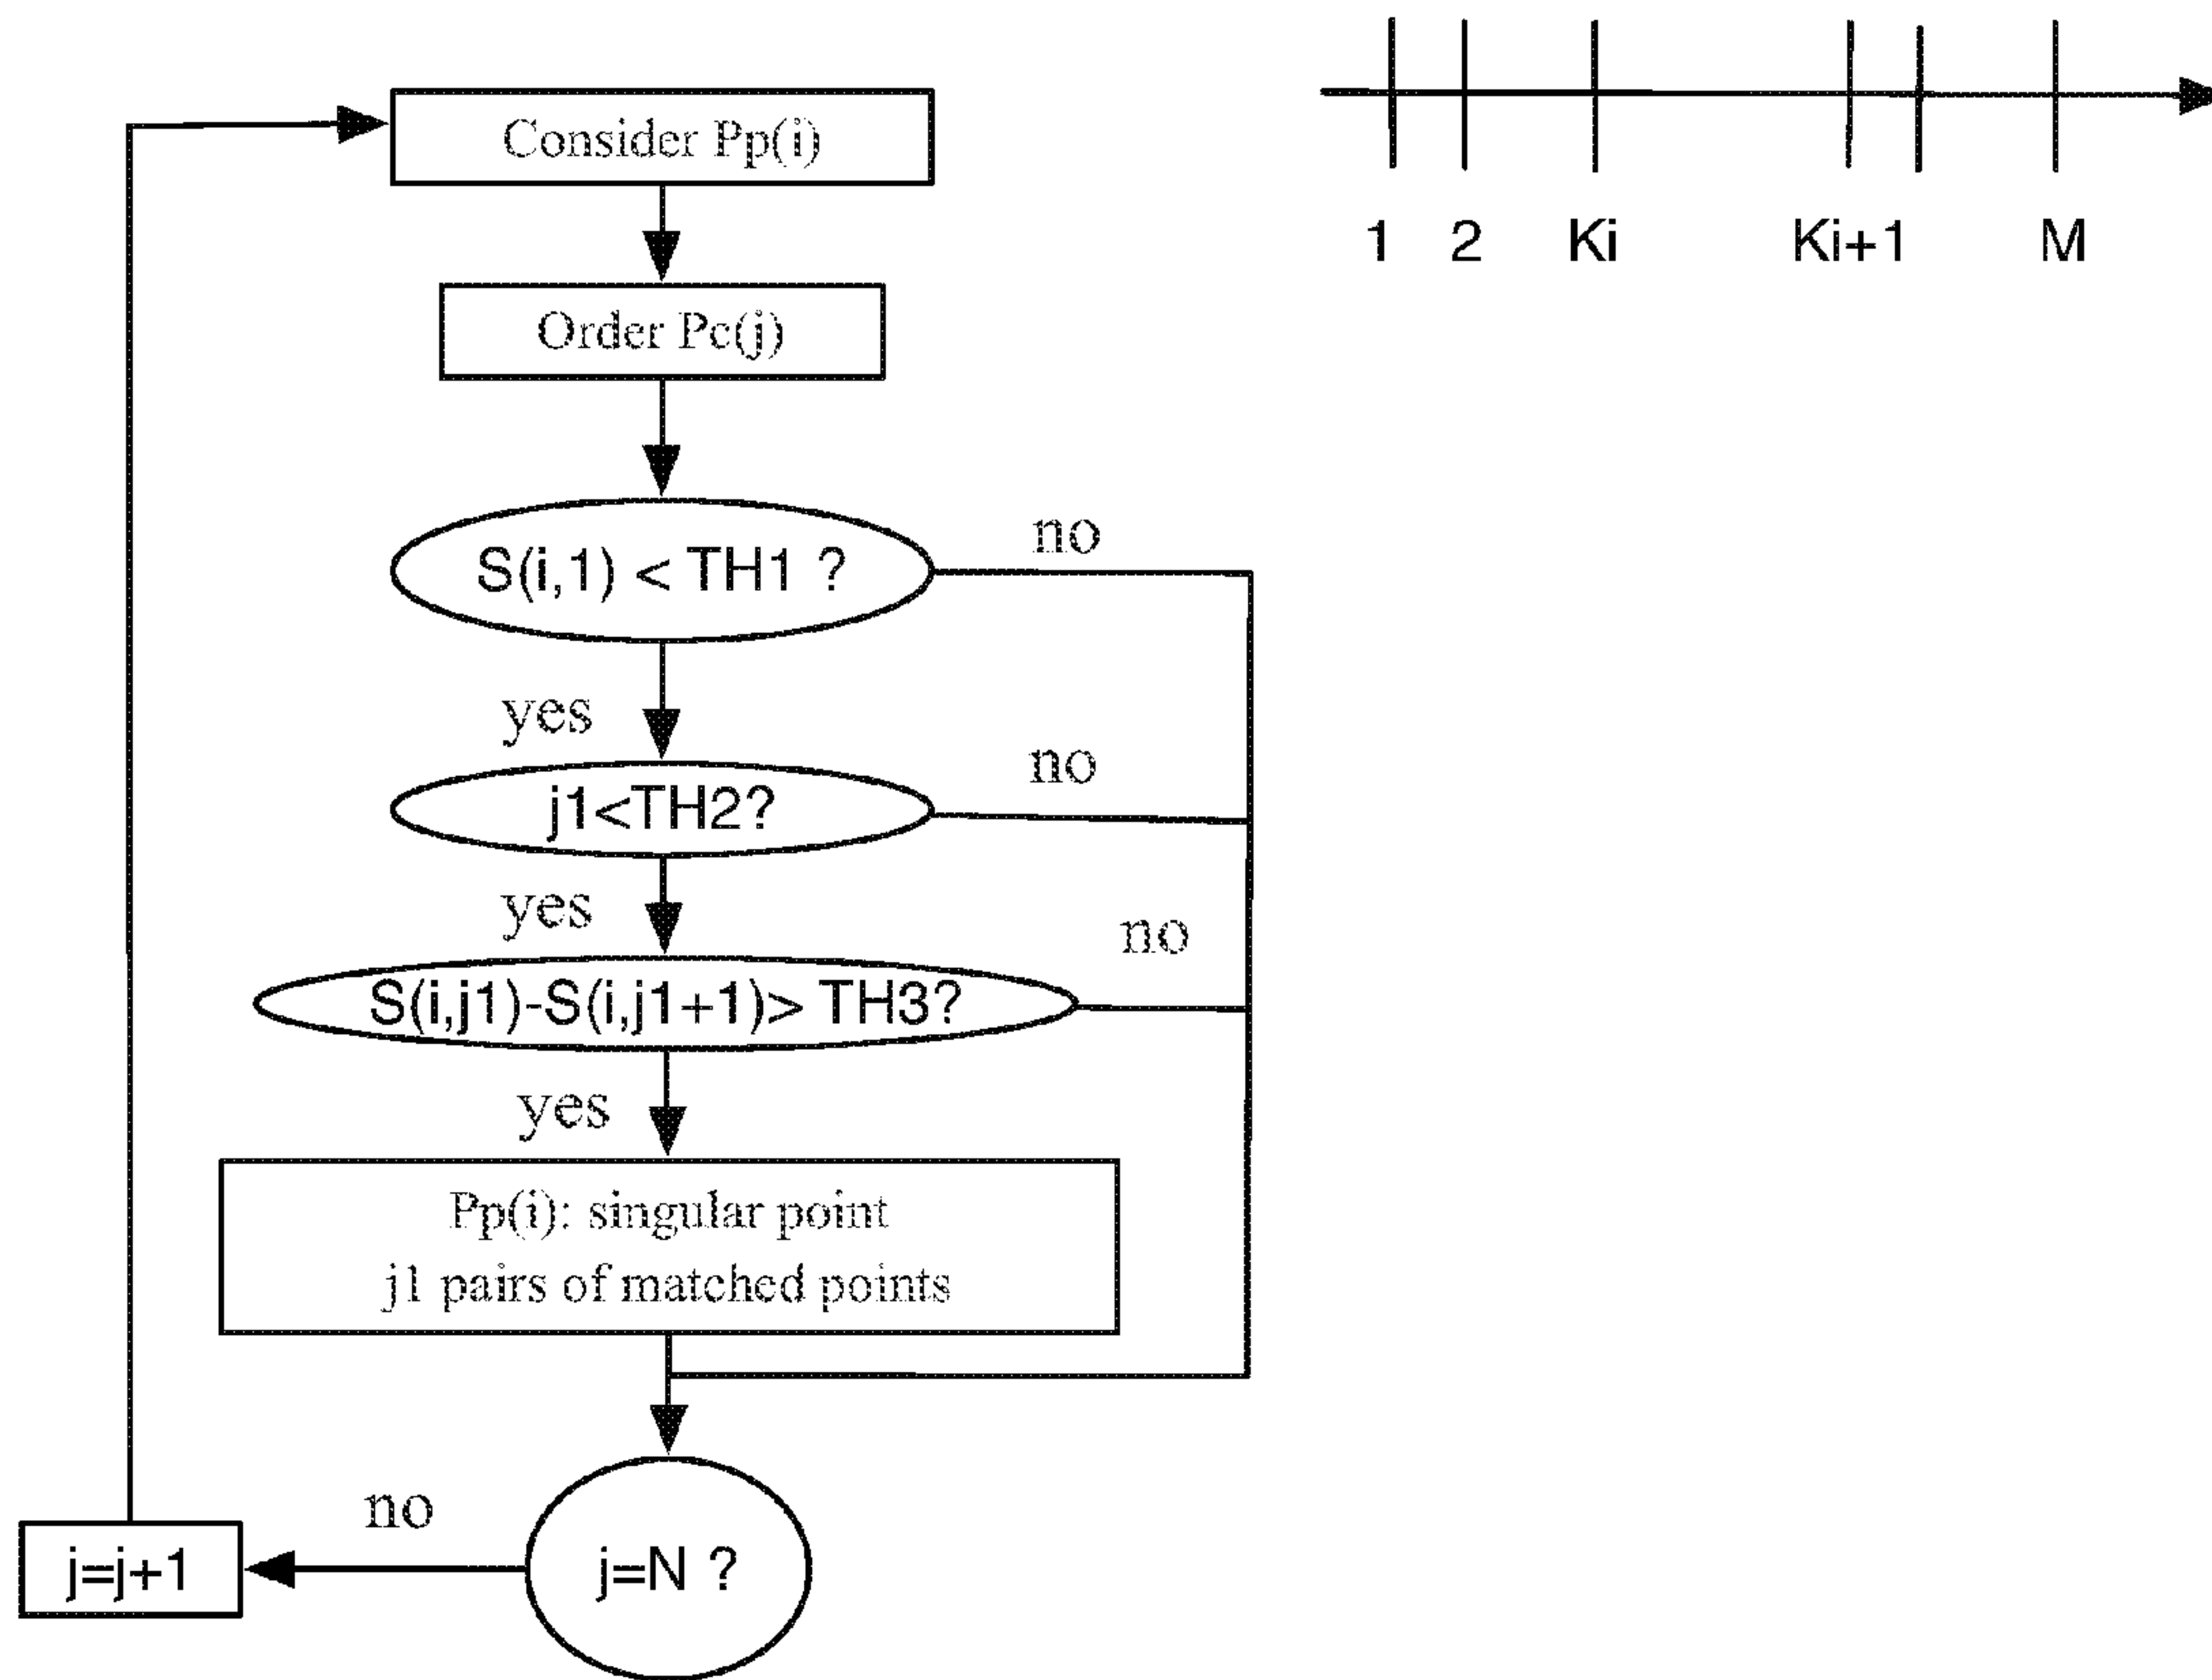 Consider Pp(i)
1 2 Ki Ki+1 M
Order Pc(j)
S(i,1) < TH1 ?
no
yes
j1<TH2?
no
yes
S(i,j1)-S(i,j1+1)> TH3?
no
yes
Pp(i): singular point
j1 pairs of matched points
j=N ?
no
j=j+1